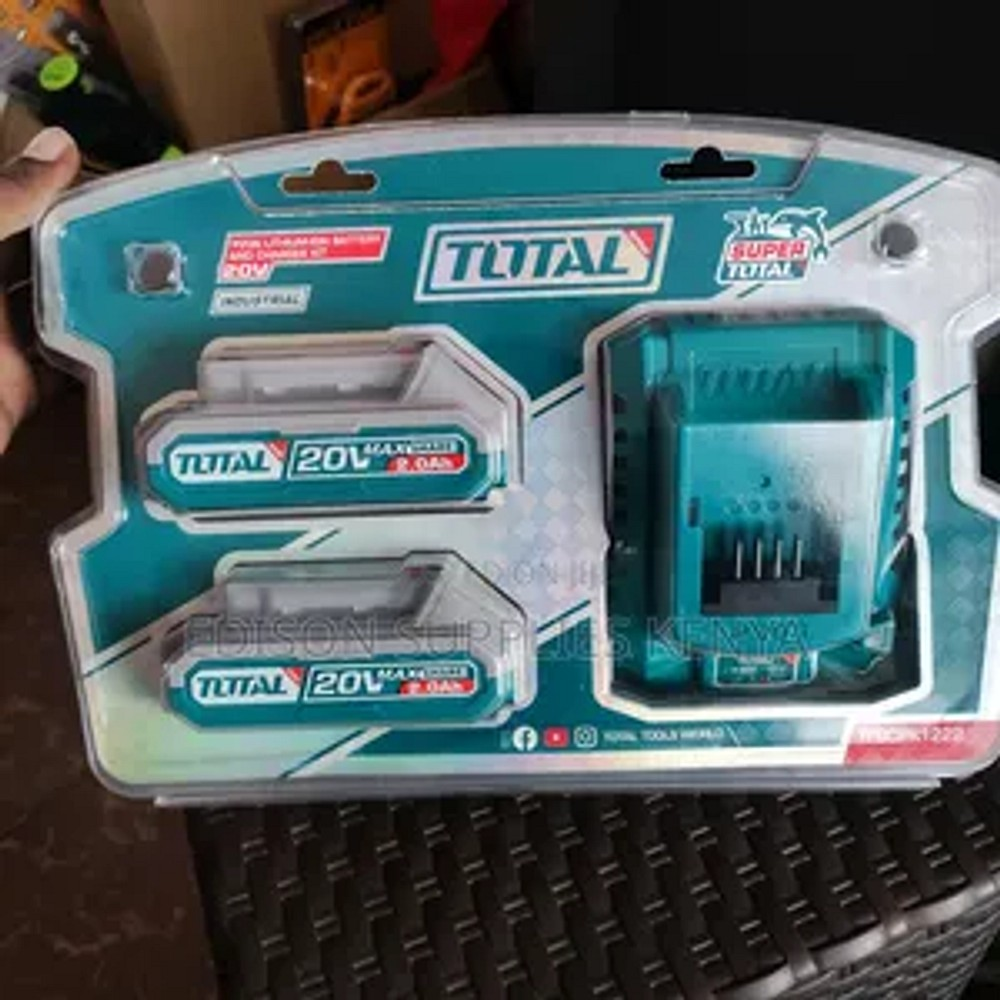 LITHIUM-ION BATTERY
AND CHARGER KIT
20V
INDUSTRIAL
TOTAL
SUPER
TOTAL
TOTAL 20V MAX 2.0Ah
TOTAL 20V MAX 2.0Ah
EDISON SUPPLIES KENYA
TOTAL TOOLS WORLD